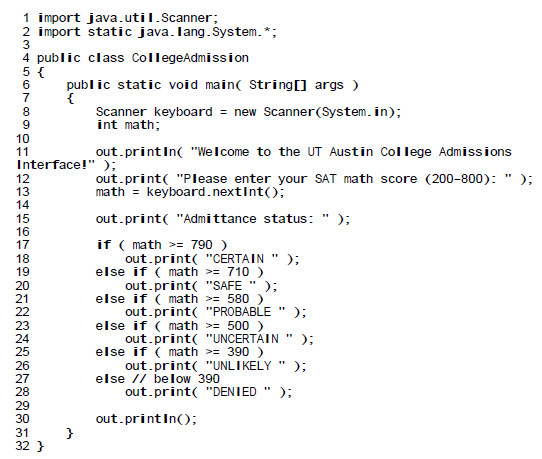 1 import java.util.Scanner;
2 import static java.lang.System.*;
3
4 public class CollegeAdmission
5 {
6     public static void main( String[] args )
7     {
8         Scanner keyboard = new Scanner(System.in);
9         int math;
10
11         out.println( "Welcome to the UT Austin College Admissions
Interface!" );
12         out.print( "Please enter your SAT math score (200-800): " );
13         math = keyboard.nextInt();
14
15         out.print( "Admittance status: " );
16
17         if ( math >= 790 )
18             out.print( "CERTAIN " );
19         else if ( math >= 710 )
20             out.print( "SAFE " );
21         else if ( math >= 580 )
22             out.print( "PROBABLE " );
23         else if ( math >= 500 )
24             out.print( "UNCERTAIN " );
25         else if ( math >= 390 )
26             out.print( "UNLIKELY " );
27         else // below 390
28             out.print( "DENIED " );
29
30         out.println();
31     }
32 }